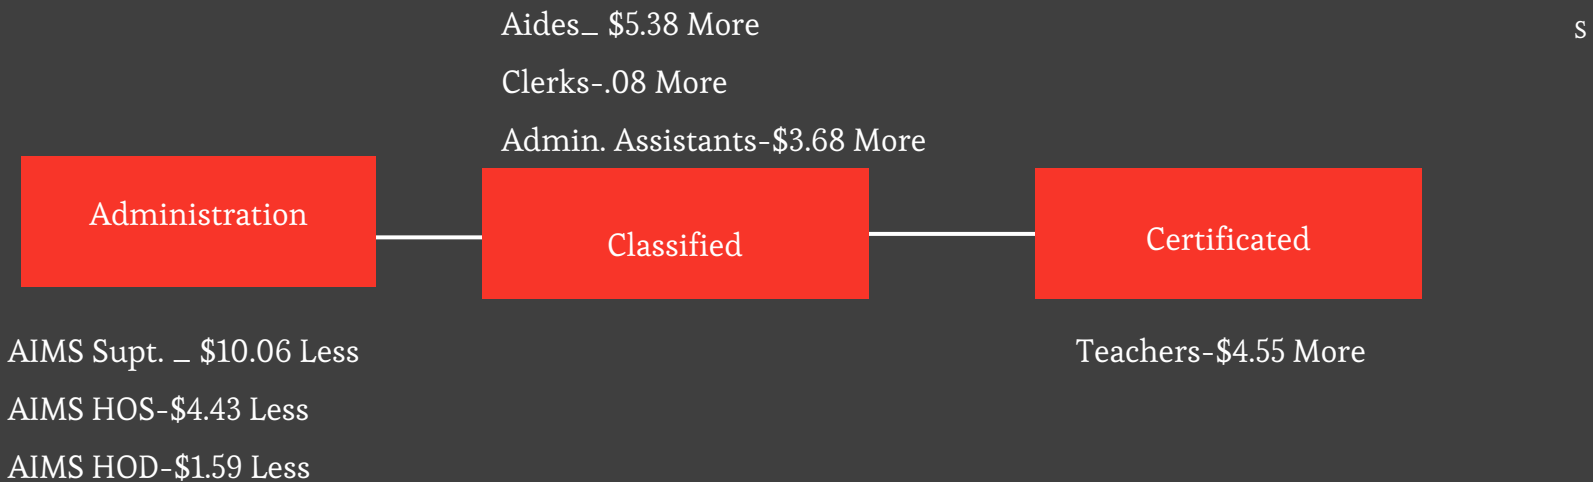 Aides_ $5.38 More
s
Clerks-.08 More
Admin. Assistants-$3.68 More
Administration
Classified
Certificated
AIMS Supt. _ $10.06 Less
Teachers-$4.55 More
AIMS HOS-$4.43 Less
AIMS HOD-$1.59 Less